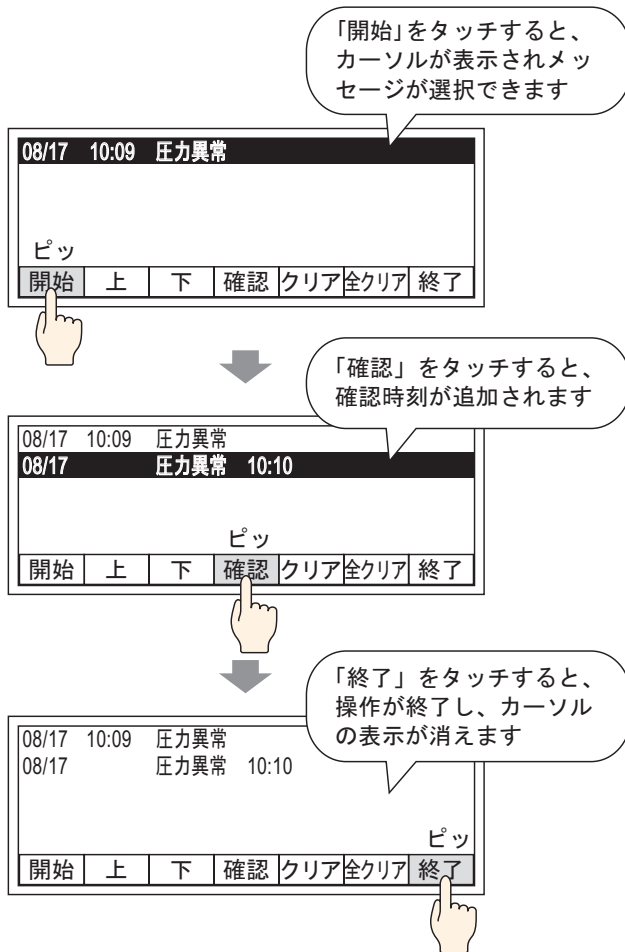 「開始」をタッチすると、
カーソルが表示されメッ
セージが選択できます
08/17 10:09 圧力異常
ピッ
開始 上 下 確認 クリア 全クリア 終了
「確認」をタッチすると、
確認時刻が追加されます
08/17 10:09 圧力異常
08/17 圧力異常 10:10
ピッ
開始 上 下 確認 クリア 全クリア 終了
「終了」をタッチすると、
操作が終了し、カーソル
の表示が消えます
08/17 10:09 圧力異常
08/17 圧力異常 10:10
ピッ
開始 上 下 確認 クリア 全クリア 終了